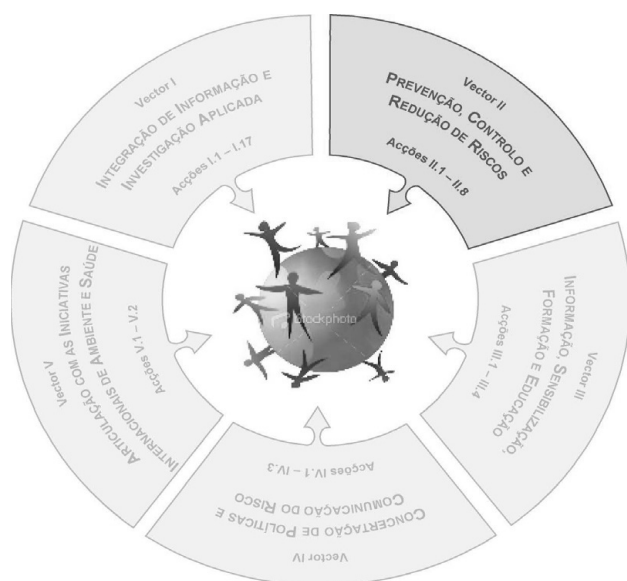 Vector I
INTEGRAÇÃO DE INFORMAÇÃO E
INVESTIGAÇÃO APLICADA
Acções I.1 – I.17
Vector II
PREVENÇÃO, CONTROLO E
REDUÇÃO DE RISCOS
Acções II.1 – II.8
Vector III
INFORMAÇÃO, SENSIBILIZAÇÃO,
FORMAÇÃO E EDUCAÇÃO
Acções III.1 – III.4
Vector IV
CONCERTAÇÃO DE POLÍTICAS E
COMUNICAÇÃO DO RISCO
Acções IV.1 – IV.3
Vector V
ARTICULAÇÃO COM AS INICIATIVAS
INTERNACIONAIS DE AMBIENTE E SAÚDE
Acções V.1 – V.2
iStockphoto